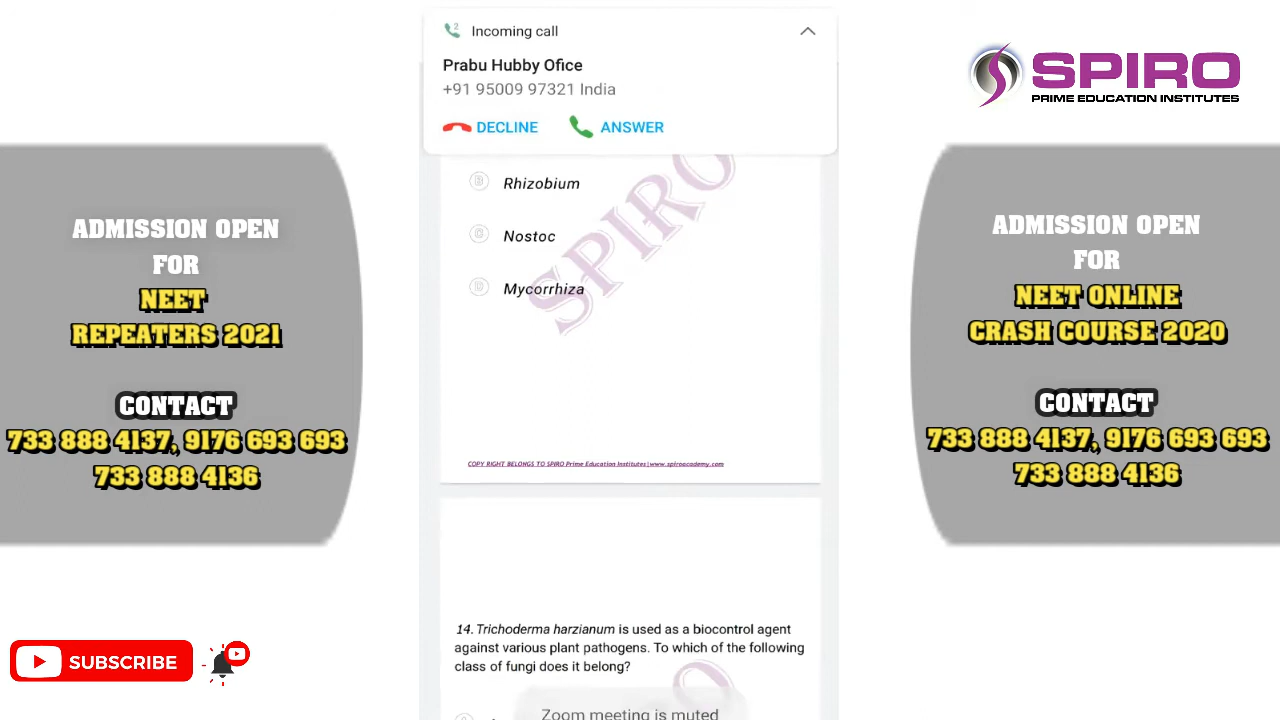 Incoming call
Prabu Hubby Ofice
+91 95009 97321 India
DECLINE
ANSWER
B Rhizobium
C Nostoc
D Mycorrhiza
SPIRO
COPY RIGHT BELONGS TO SPIRO Prime Education Institutes|www.spiroacademy.com
14. Trichoderma harzianum is used as a biocontrol agent
against various plant pathogens. To which of the following
class of fungi does it belong?
Zoom meeting is muted
ADMISSION OPEN
FOR
NEET
REPEATERS 2021
CONTACT
733 888 4137, 9176 693 693
733 888 4136
SUBSCRIBE
SPIRO
PRIME EDUCATION INSTITUTES
ADMISSION OPEN
FOR
NEET ONLINE
CRASH COURSE 2020
CONTACT
733 888 4137, 9176 693 693
733 888 4136